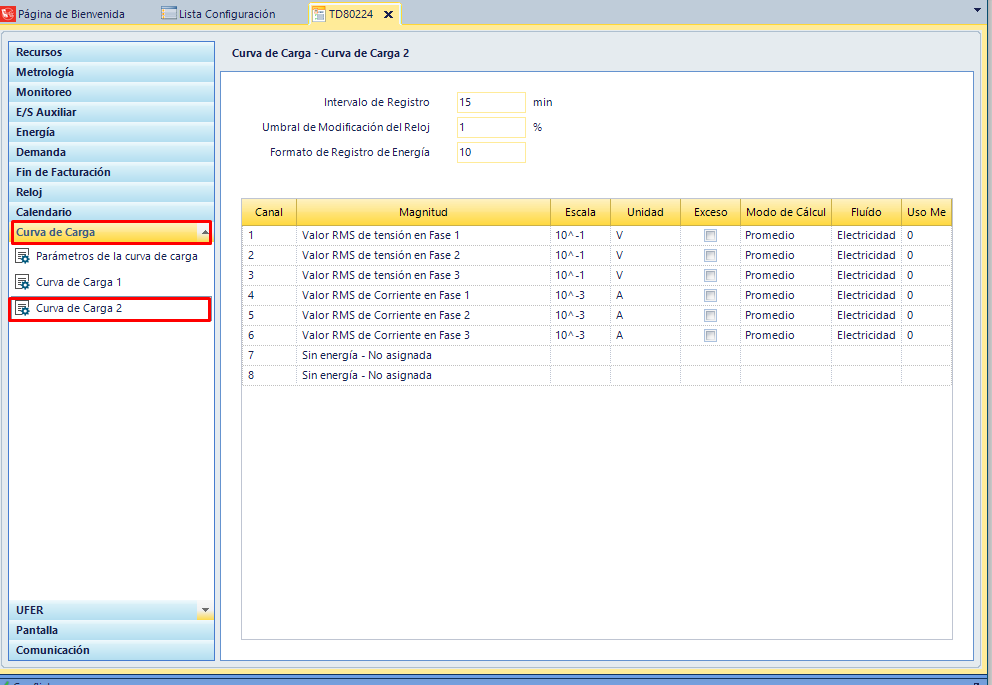 Página de Bienvenida Lista Configuración TD80224
Recursos
Metrología
Monitoreo
E/S Auxiliar
Energía
Demanda
Fin de Facturación
Reloj
Calendario
Curva de Carga
Parámetros de la curva de carga
Curva de Carga 1
Curva de Carga 2
UFER
Pantalla
Comunicación
Curva de Carga - Curva de Carga 2
Intervalo de Registro 15 min
Umbral de Modificación del Reloj 1 %
Formato de Registro de Energía 10
Canal Magnitud Escala Unidad Exceso Modo de Cálcul Fluído Uso Me
1 Valor RMS de tensión en Fase 1 10^-1 V Promedio Electricidad 0
2 Valor RMS de tensión en Fase 2 10^-1 V Promedio Electricidad 0
3 Valor RMS de tensión en Fase 3 10^-1 V Promedio Electricidad 0
4 Valor RMS de Corriente en Fase 1 10^-3 A Promedio Electricidad 0
5 Valor RMS de Corriente en Fase 2 10^-3 A Promedio Electricidad 0
6 Valor RMS de Corriente en Fase 3 10^-3 A Promedio Electricidad 0
7 Sin energía - No asignada
8 Sin energía - No asignada